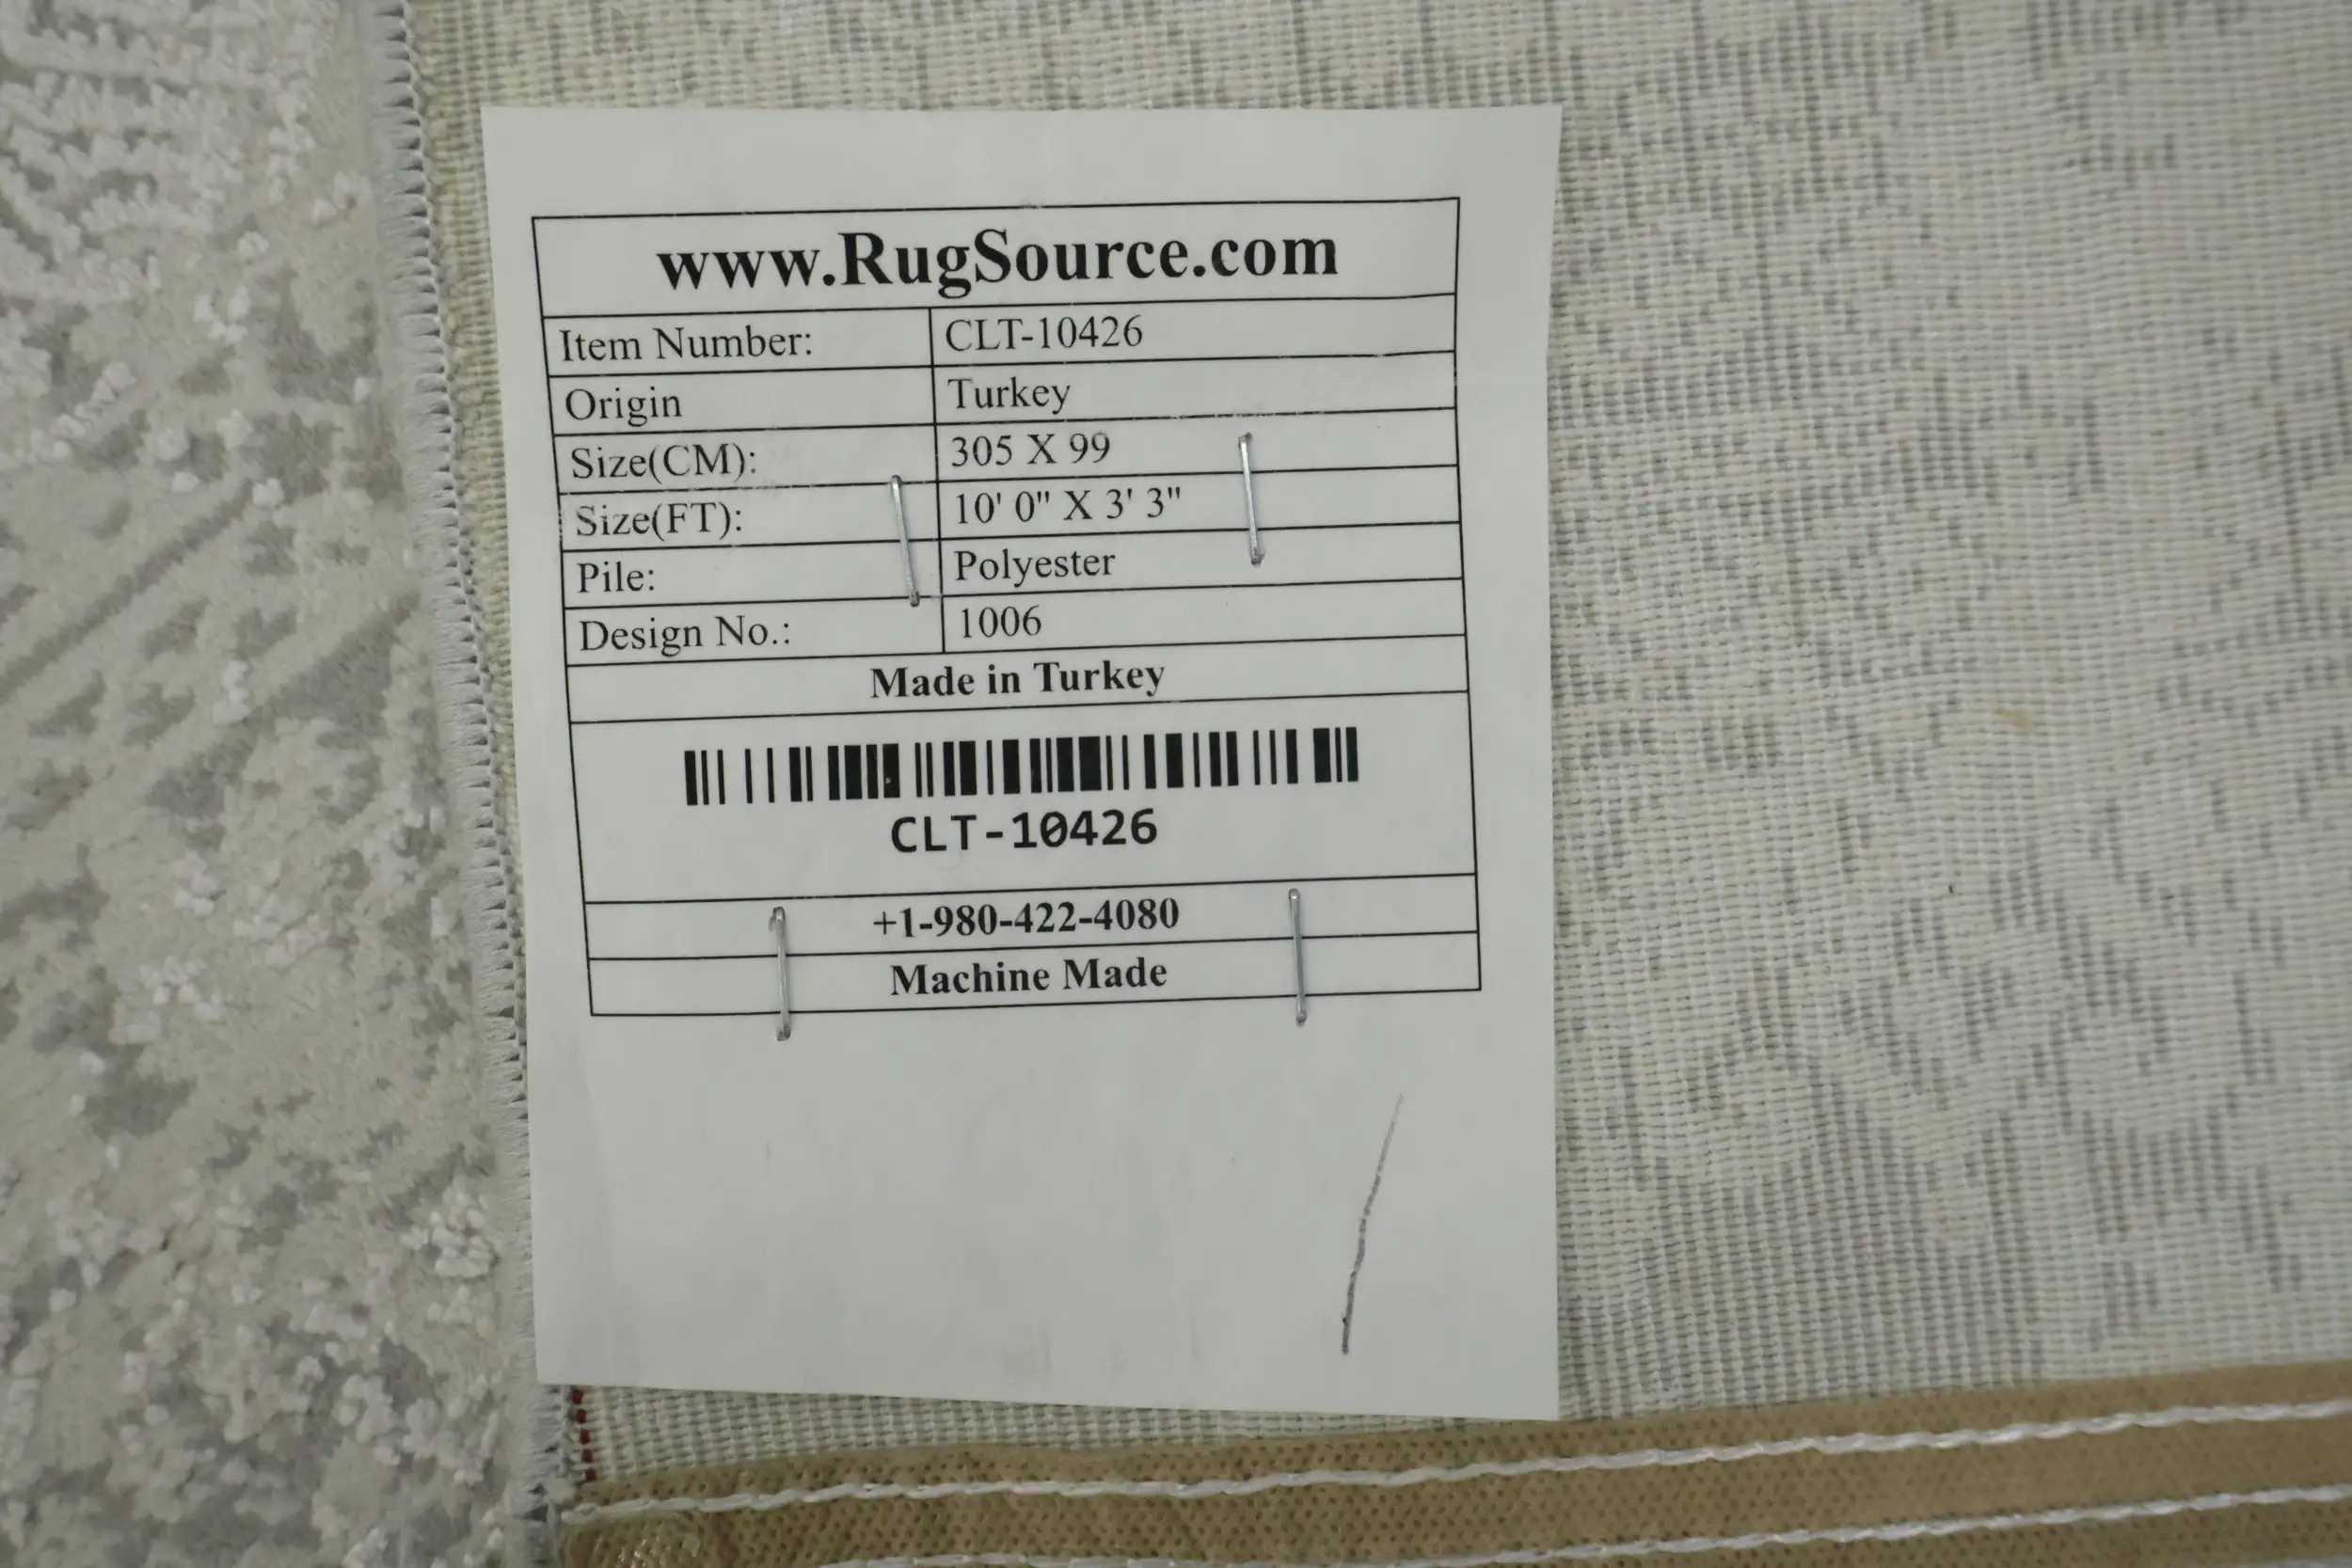 www.RugSource.com
Item Number: CLT-10426
Origin Turkey
Size(CM): 305 X 99
Size(FT): 10' 0" X 3' 3"
Pile: Polyester
Design No.: 1006
Made in Turkey
CLT-10426
+1-980-422-4080
Machine Made